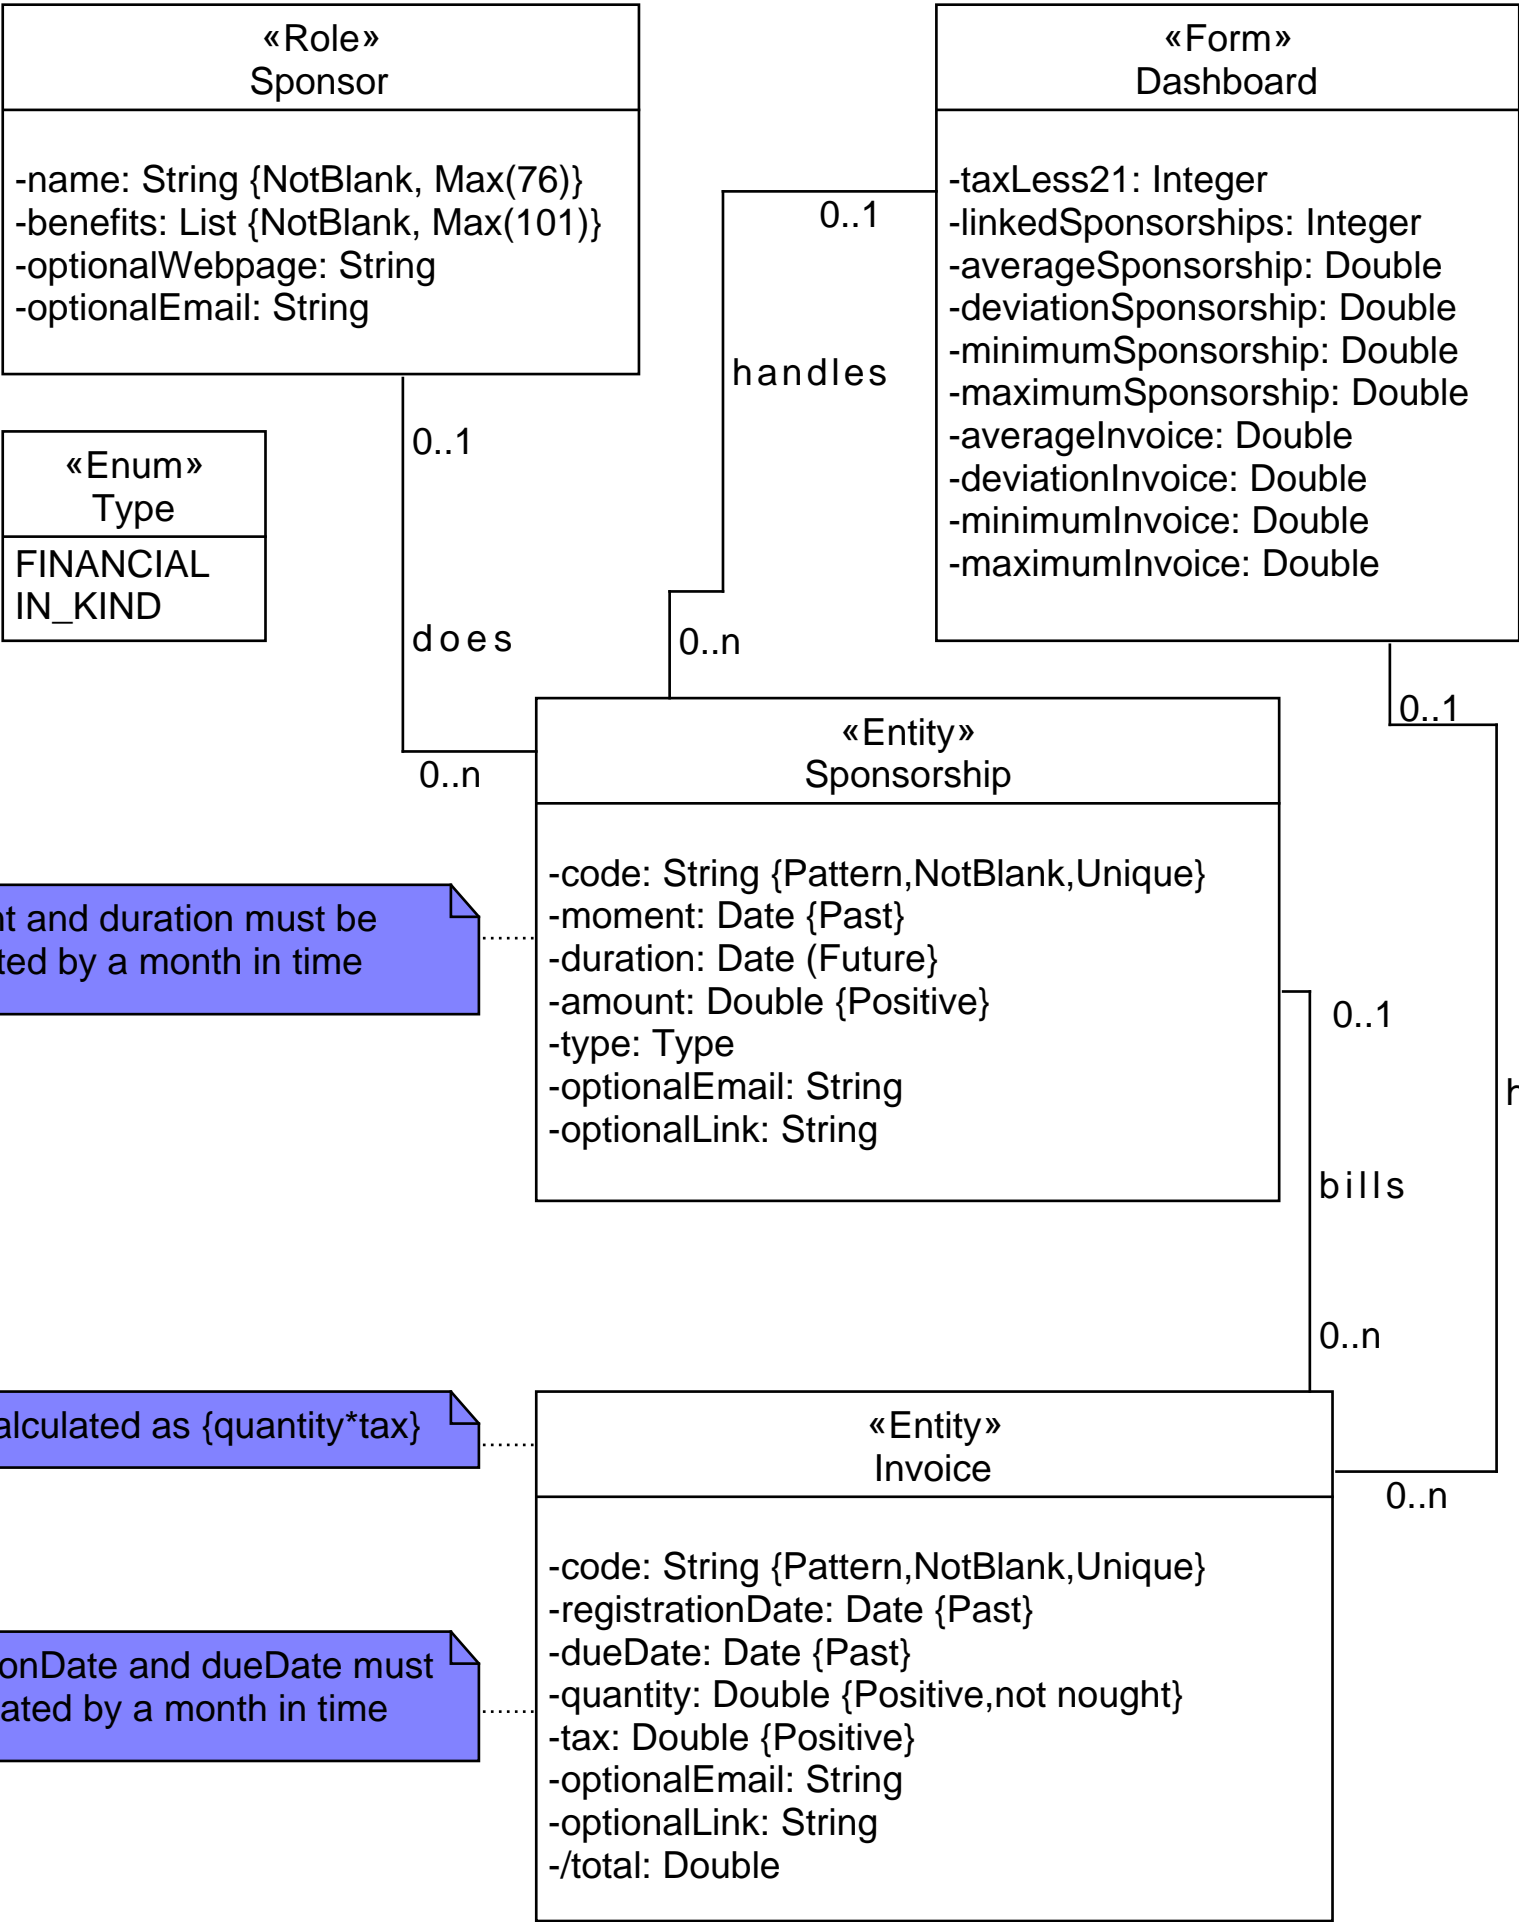 «Role»
Sponsor
-name: String {NotBlank, Max(76)}
-benefits: List {NotBlank, Max(101)}
-optionalWebpage: String
-optionalEmail: String
«Form»
Dashboard
-taxLess21: Integer
-linkedSponsorships: Integer
-averageSponsorship: Double
-deviationSponsorship: Double
-minimumSponsorship: Double
-maximumSponsorship: Double
-averageInvoice: Double
-deviationInvoice: Double
-minimumInvoice: Double
-maximumInvoice: Double
0..1
handles
0..n
«Enum»
Type
FINANCIAL
IN_KIND
0..1
does
0..n
0..1
«Entity»
Sponsorship
-code: String {Pattern,NotBlank,Unique}
-moment: Date {Past}
-duration: Date (Future}
-amount: Double {Positive}
-type: Type
-optionalEmail: String
-optionalLink: String
and duration must be
by a month in time
0..1
bills
0..n
as {quantity*tax}
«Entity»
Invoice
0..n
-code: String {Pattern,NotBlank,Unique}
-registrationDate: Date {Past}
-dueDate: Date {Past}
-quantity: Double {Positive,not nought}
-tax: Double {Positive}
-optionalEmail: String
-optionalLink: String
-/total: Double
and dueDate must
by a month in time